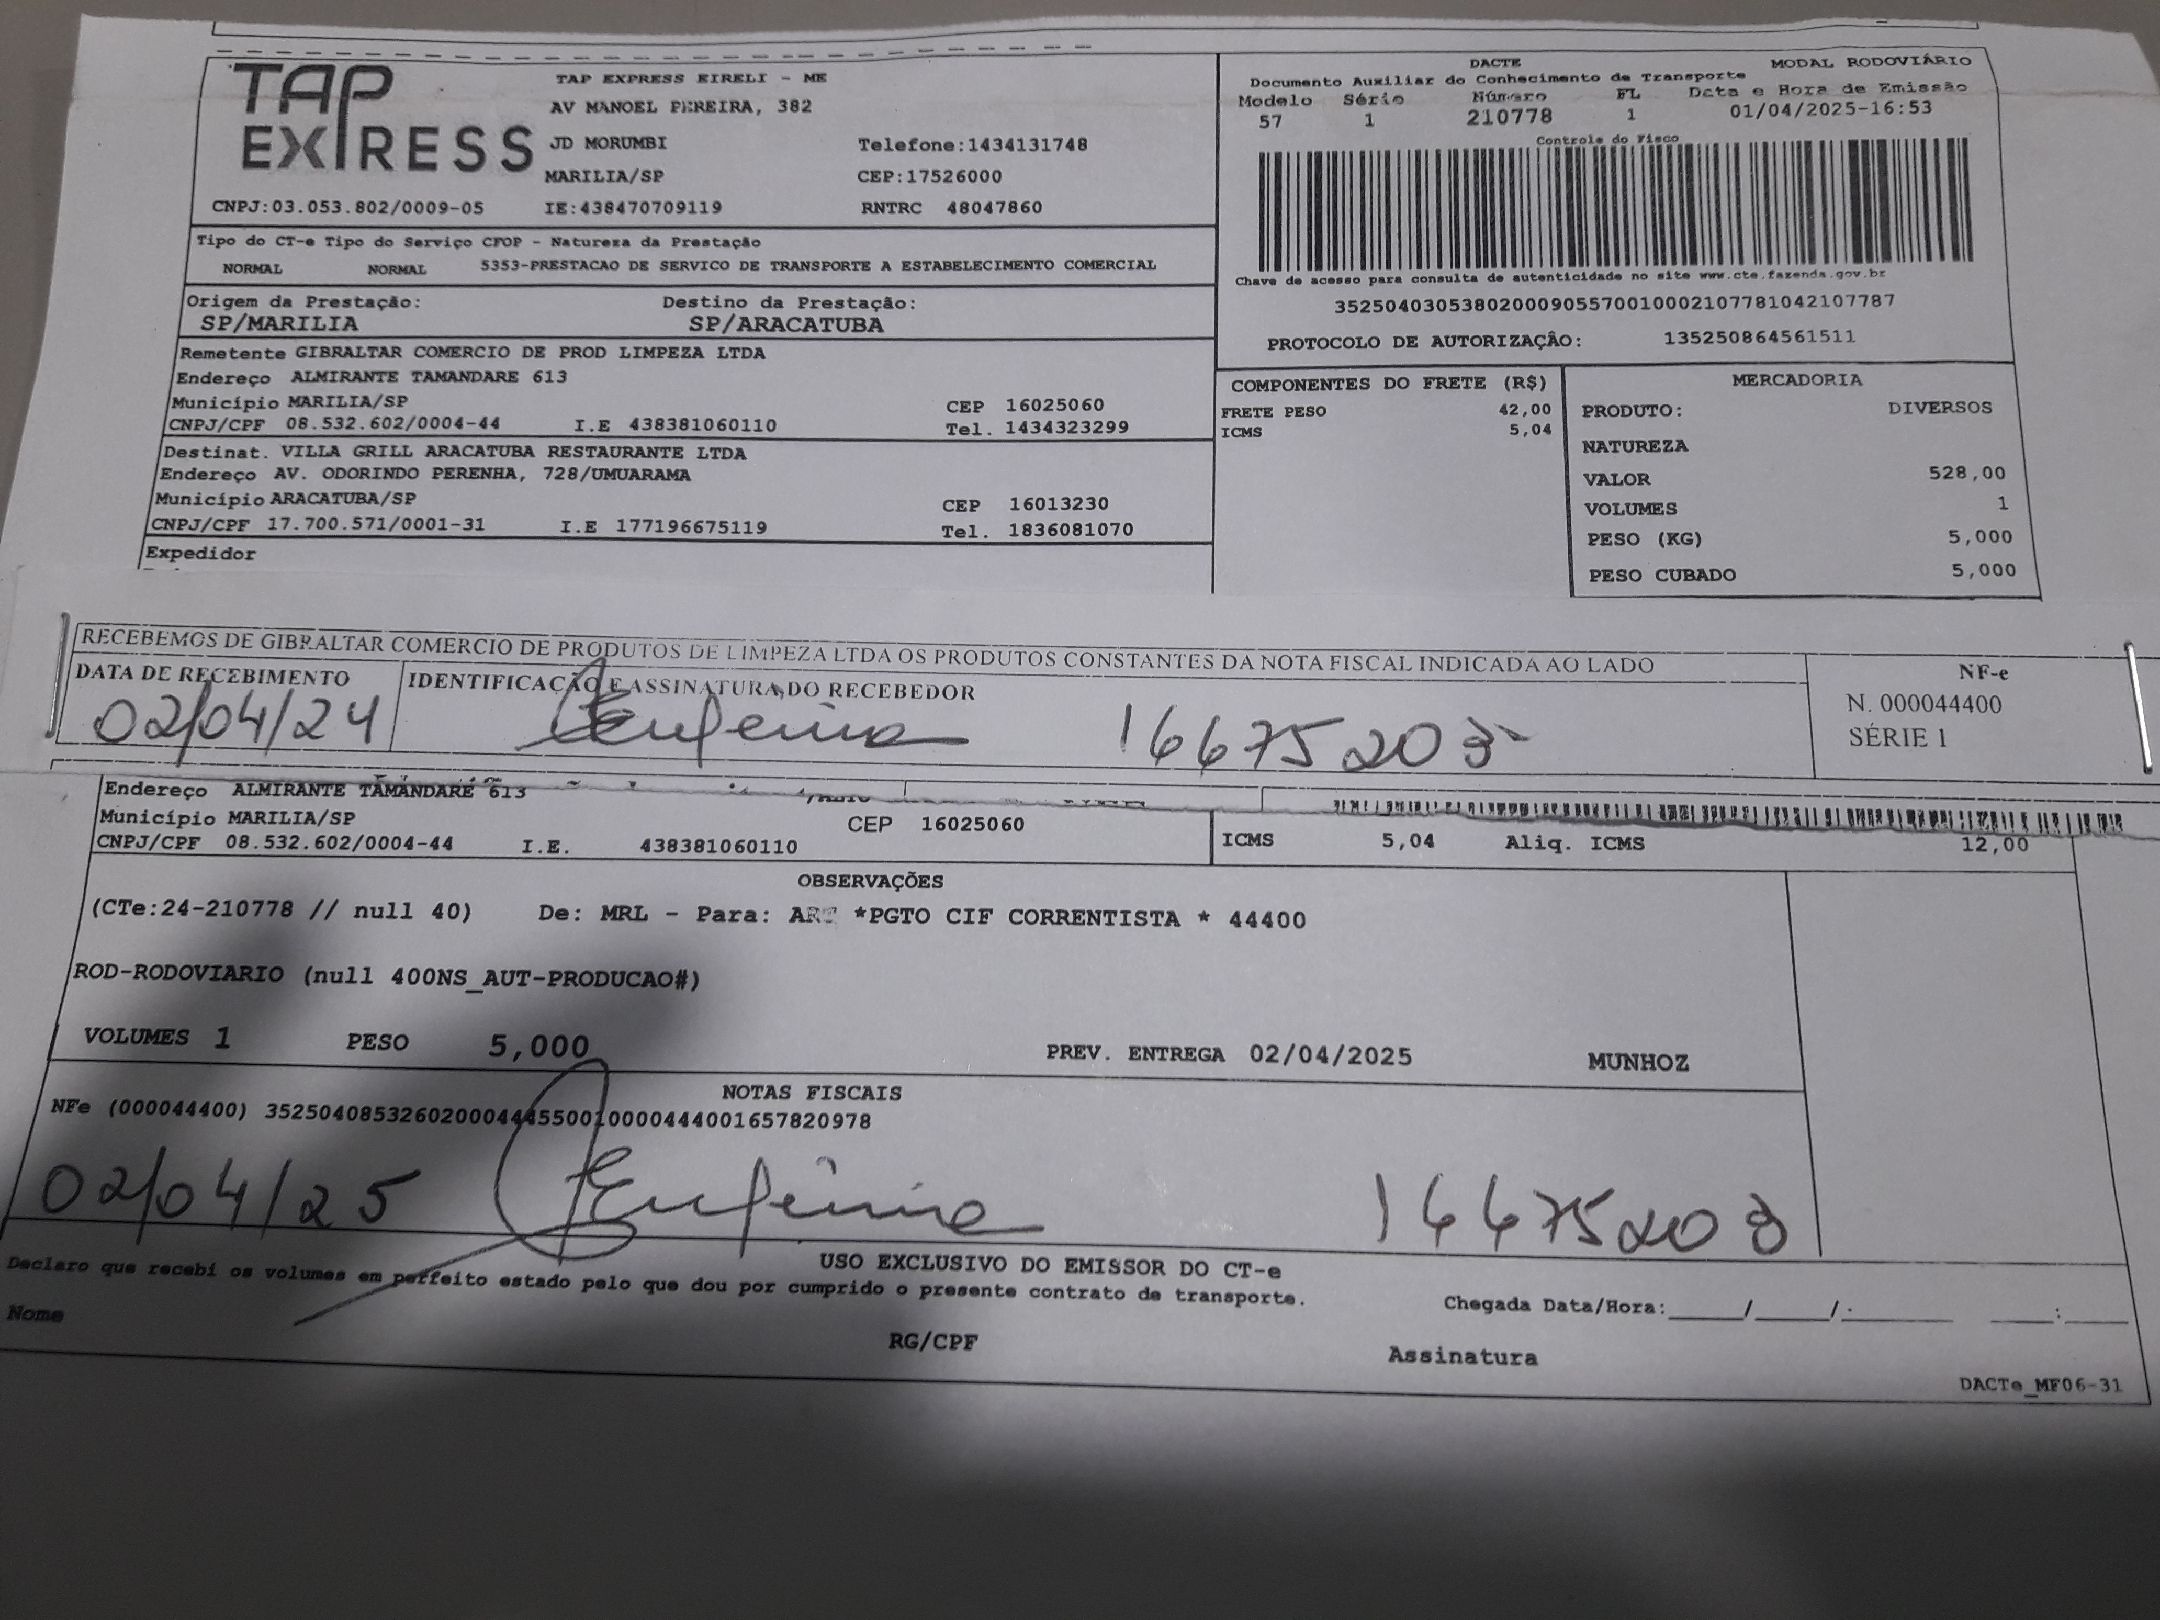 TAP EXPRESS
TAP EXPRESS EIRELI - ME
AV MANOEL PEREIRA, 382
JD MORUMBI Telefone:1434131748
MARILIA/SP CEP:17526000
CNPJ:03.053.802/0009-05 IE:438470709119 RNTRC 48047860
DACTE MODAL RODOVIÁRIO
Documento Auxiliar do Conhecimento de Transporte
Modelo Série Número FL Data e Hora de Emissão
57 1 210778 1 01/04/2025-16:53
Controle do Fisco
Chave de acesso para consulta de autenticidade no site www.cte.fazenda.gov.br
35250403053802000905570010002107781042107787
PROTOCOLO DE AUTORIZAÇÃO: 135250864561511
Tipo do CT-e Tipo do Serviço CFOP - Natureza da Prestação
NORMAL NORMAL 5353-PRESTACAO DE SERVICO DE TRANSPORTE A ESTABELECIMENTO COMERCIAL
Origem da Prestação: Destino da Prestação:
SP/MARILIA SP/ARACATUBA
Remetente GIBRALTAR COMERCIO DE PROD LIMPEZA LTDA
Endereço ALMIRANTE TAMANDARE 613
Município MARILIA/SP CEP 16025060
CNPJ/CPF 08.532.602/0004-44 I.E 438381060110 Tel. 1434323299
Destinat. VILLA GRILL ARACATUBA RESTAURANTE LTDA
Endereço AV. ODORINDO PERENHA, 728/UMUARAMA
Município ARACATUBA/SP CEP 16013230
CNPJ/CPF 17.700.571/0001-31 I.E 177196675119 Tel. 1836081070
Expedidor
COMPONENTES DO FRETE (R$)
FRETE PESO 42,00
ICMS 5,04
MERCADORIA
PRODUTO: DIVERSOS
NATUREZA
VALOR 528,00
VOLUMES 1
PESO (KG) 5,000
PESO CUBADO 5,000
RECEBEMOS DE GIBRALTAR COMERCIO DE PRODUTOS DE LIMPEZA LTDA OS PRODUTOS CONSTANTES DA NOTA FISCAL INDICADA AO LADO
DATA DE RECEBIMENTO IDENTIFICAÇÃO E ASSINATURA DO RECEBEDOR
02/04/24 Eugênia 16675203
NF-e
N. 000044400
SÉRIE 1
Endereço ALMIRANTE TAMANDARE 613
Município MARILIA/SP CEP 16025060
CNPJ/CPF 08.532.602/0004-44 I.E. 438381060110
ICMS 5,04 Aliq. ICMS 12,00
OBSERVAÇÕES
(CTe:24-210778 // null 40) De: MRL - Para: *PGTO CIF CORRENTISTA * 44400
ROD-RODOVIARIO (null 400NS_AUT-PRODUCAO#)
VOLUMES 1 PESO 5,000 PREV. ENTREGA 02/04/2025 MUNHOZ
NOTAS FISCAIS
NFe (000044400) 35250408532602000444550010000444001657820978
02/04/25 Eugênia 16675203
USO EXCLUSIVO DO EMISSOR DO CT-e
Declaro que recebi os volumes em perfeito estado pelo que dou por cumprido o presente contrato de transporte.
Chegada Data/Hora:____/____/.______ ___:____
Nome RG/CPF Assinatura
DACTe_MF06-31